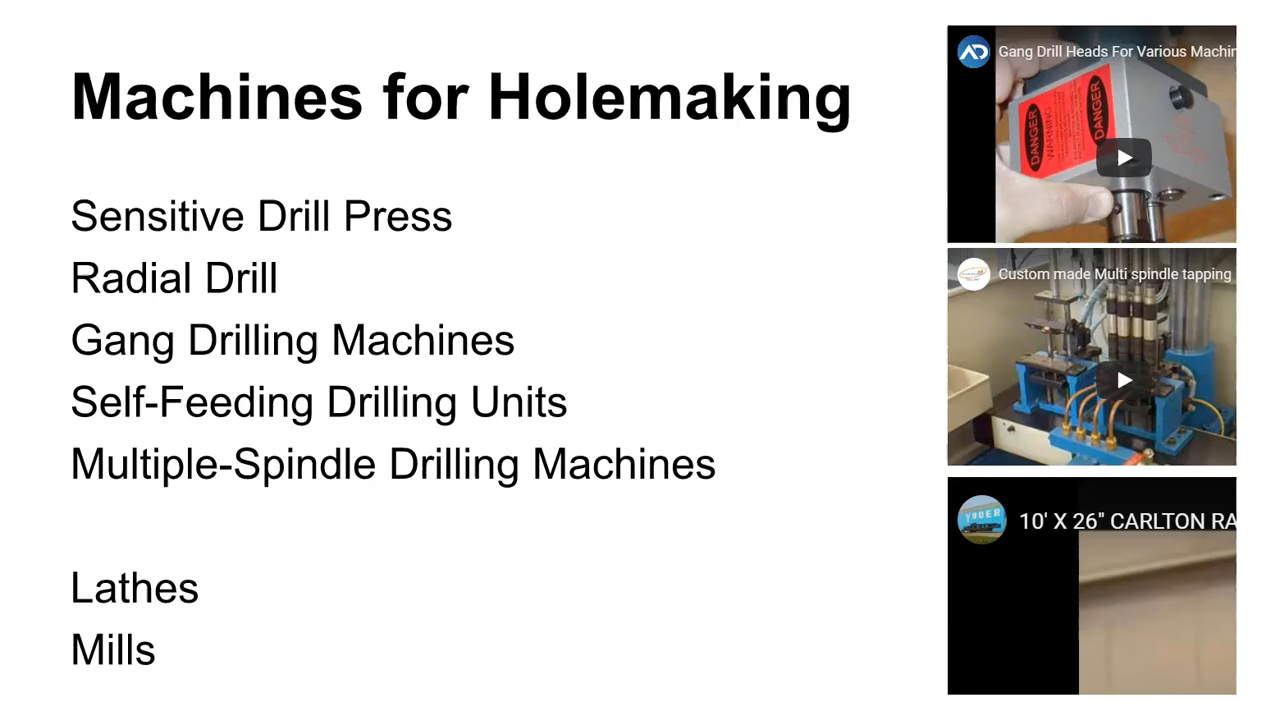 Machines for Holemaking
Sensitive Drill Press
Radial Drill
Gang Drilling Machines
Self-Feeding Drilling Units
Multiple-Spindle Drilling Machines
Lathes
Mills
Gang Drill Heads For Various Machin
DANGER
WARNING
DANGER
Custom made Multi spindle tapping
YODER
10' X 26" CARLTON RA